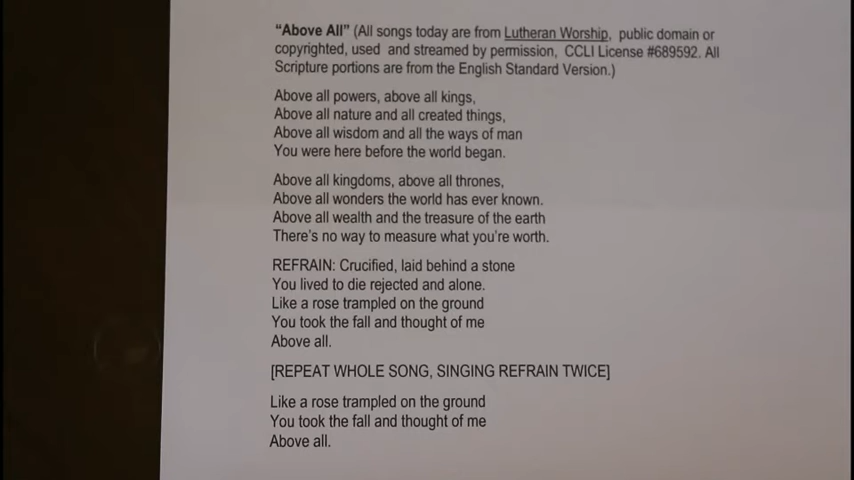 “Above All” (All songs today are from Lutheran Worship, public domain or
copyrighted, used and streamed by permission, CCLI License #689592. All
Scripture portions are from the English Standard Version.)
Above all powers, above all kings,
Above all nature and all created things,
Above all wisdom and all the ways of man
You were here before the world began.
Above all kingdoms, above all thrones,
Above all wonders the world has ever known.
Above all wealth and the treasure of the earth
There’s no way to measure what you’re worth.
REFRAIN: Crucified, laid behind a stone
You lived to die rejected and alone.
Like a rose trampled on the ground
You took the fall and thought of me
Above all.
[REPEAT WHOLE SONG, SINGING REFRAIN TWICE]
Like a rose trampled on the ground
You took the fall and thought of me
Above all.